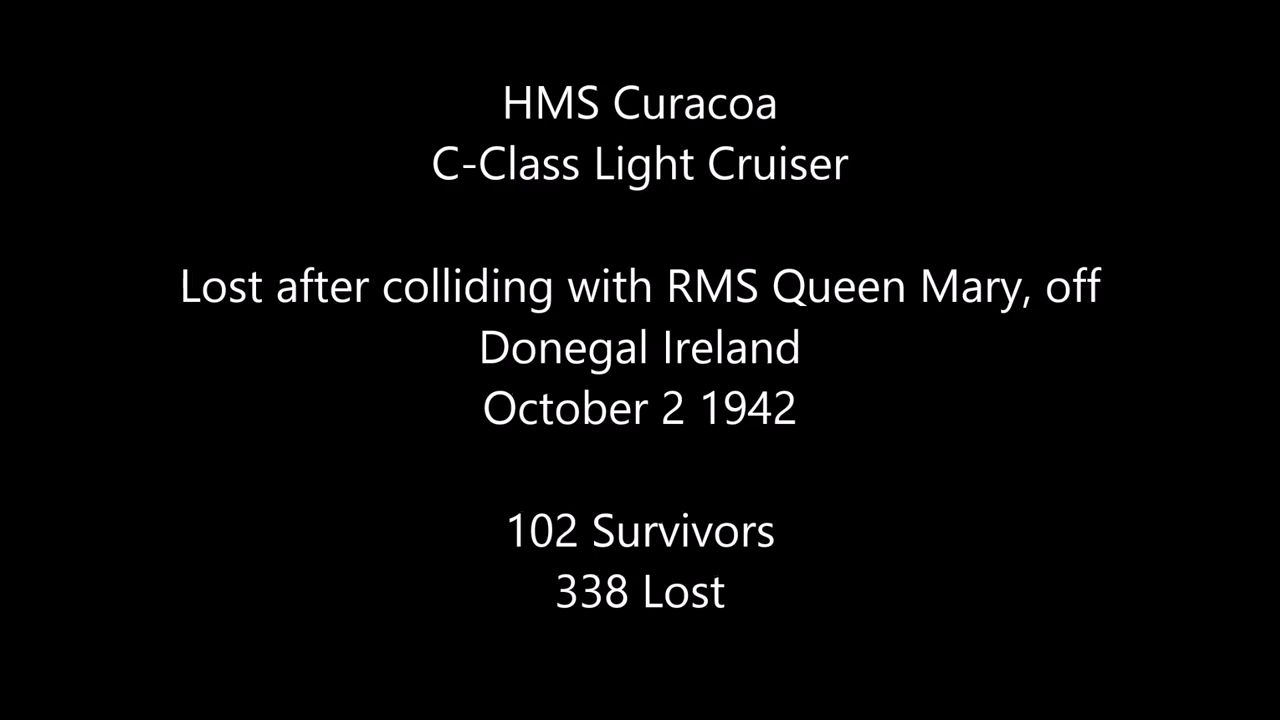 HMS Curacoa
C-Class Light Cruiser
Lost after colliding with RMS Queen Mary, off
Donegal Ireland
October 2 1942
102 Survivors
338 Lost